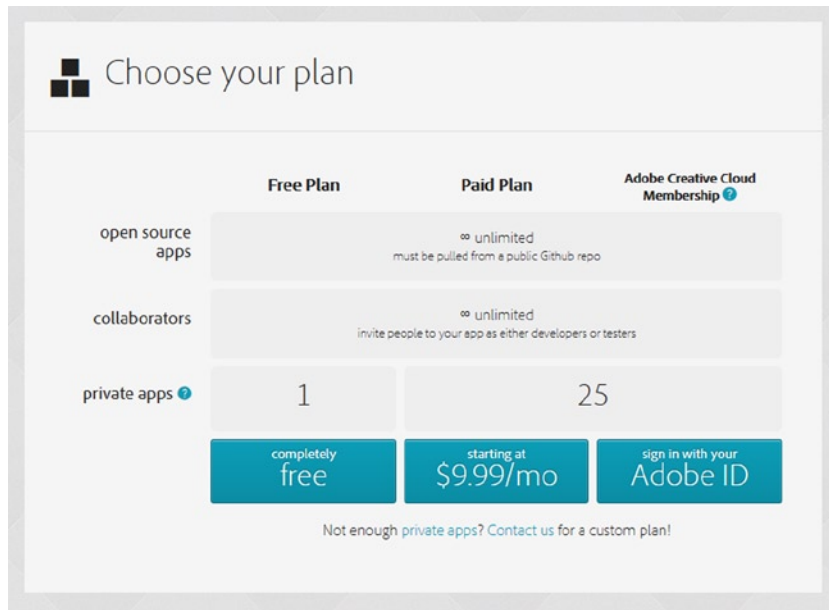 Choose your plan
Free Plan
Paid Plan
Adobe Creative Cloud
Membership ?
open source
apps
∞ unlimited
must be pulled from a public Github repo
collaborators
∞ unlimited
invite people to your app as either developers or testers
private apps ?
1
25
completely
free
starting at
$9.99/mo
sign in with your
Adobe ID
Not enough private apps? Contact us for a custom plan!